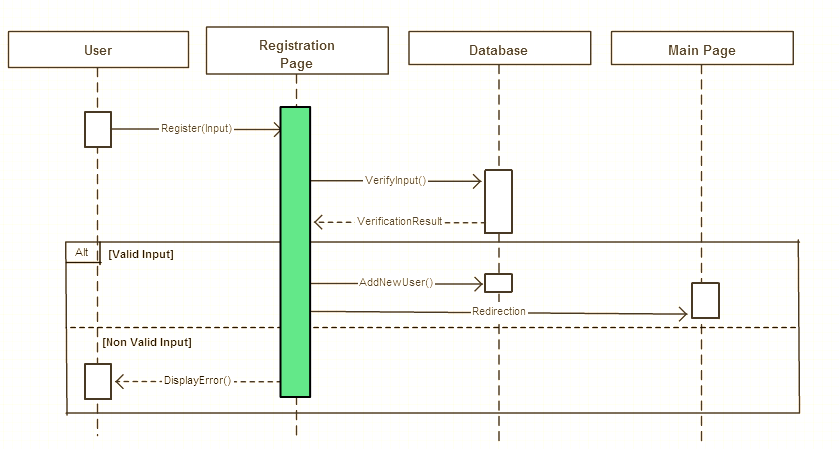 User
Registration
Page
Database
Main Page
Register(Input)
VerifyInput()
VerificationResult
Alt
[Valid Input]
AddNewUser()
Redirection
[Non Valid Input]
DisplayError()